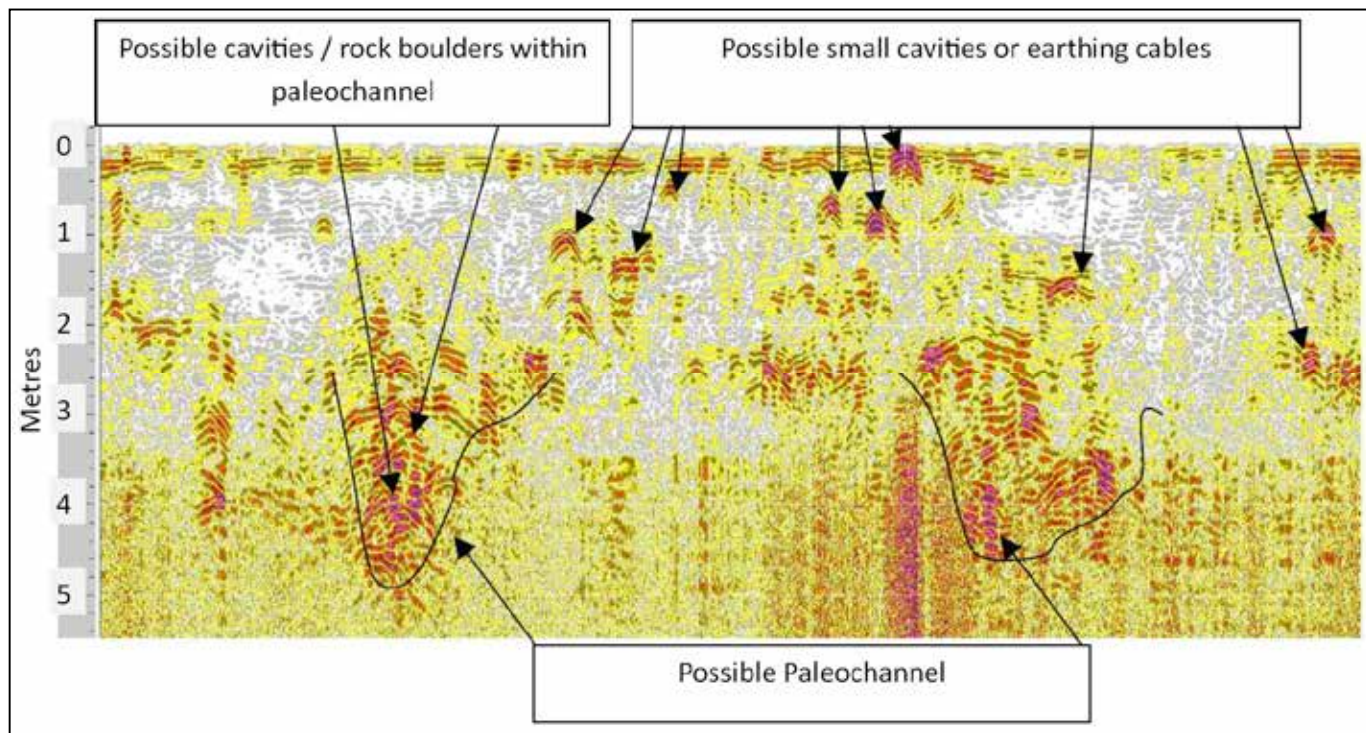 Possible cavities / rock boulders within
paleochannel
Possible small cavities or earthing cables
0
1
2
3
4
5
Metres
Possible Paleochannel